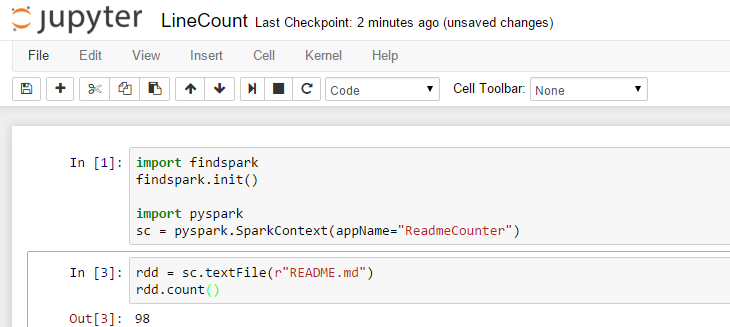 jupyter LineCount Last Checkpoint: 2 minutes ago (unsaved changes)
File Edit View Insert Cell Kernel Help
Code Cell Toolbar: None
In [1]: import findspark
findspark.init()
import pyspark
sc = pyspark.SparkContext(appName="ReadmeCounter")
In [3]: rdd = sc.textFile(r"README.md")
rdd.count()
Out[3]: 98